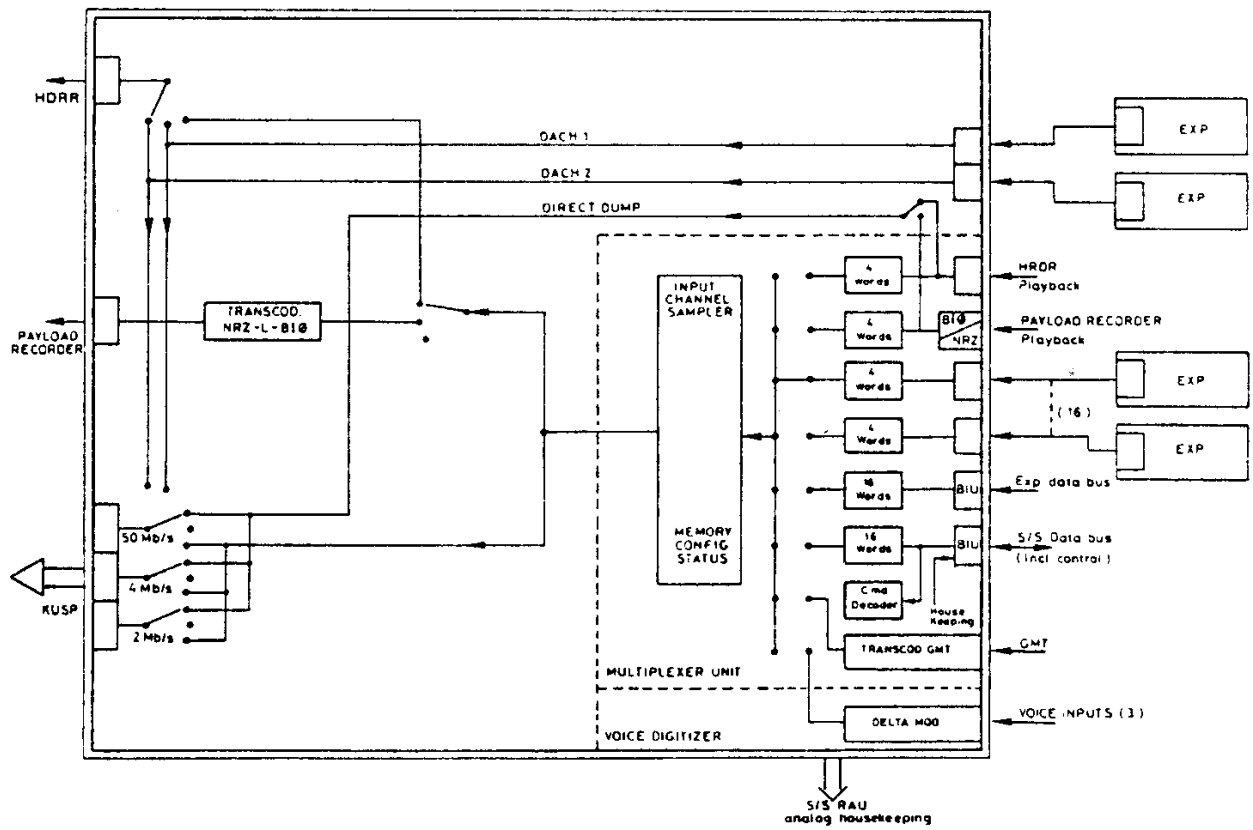 HDRR
DACH 1
DACH 2
DIRECT DUMP
EXP
EXP
INPUT
CHANNEL
SAMPLER
MEMORY
CONFIG
STATUS
4
Words
HRDR
Playback
TRANSCOD.
NRZ-L-BIØ
PAYLOAD
RECORDER
4
Words
BIØ
NRZ
PAYLOAD RECORDER
Playback
4
Words
EXP
(16)
4
Words
EXP
16
Words
BIU
Exp data bus
16
Words
BIU
S/S Data bus
(Incl control)
Cmd
Decoder
House
Keeping
TRANSCOD GMT
GMT
50 Mb/s
4 Mb/s
2 Mb/s
KUSP
MULTIPLEXER UNIT
DELTA MOD
VOICE INPUTS (3)
VOICE DIGITIZER
S/S RAU
analog housekeeping